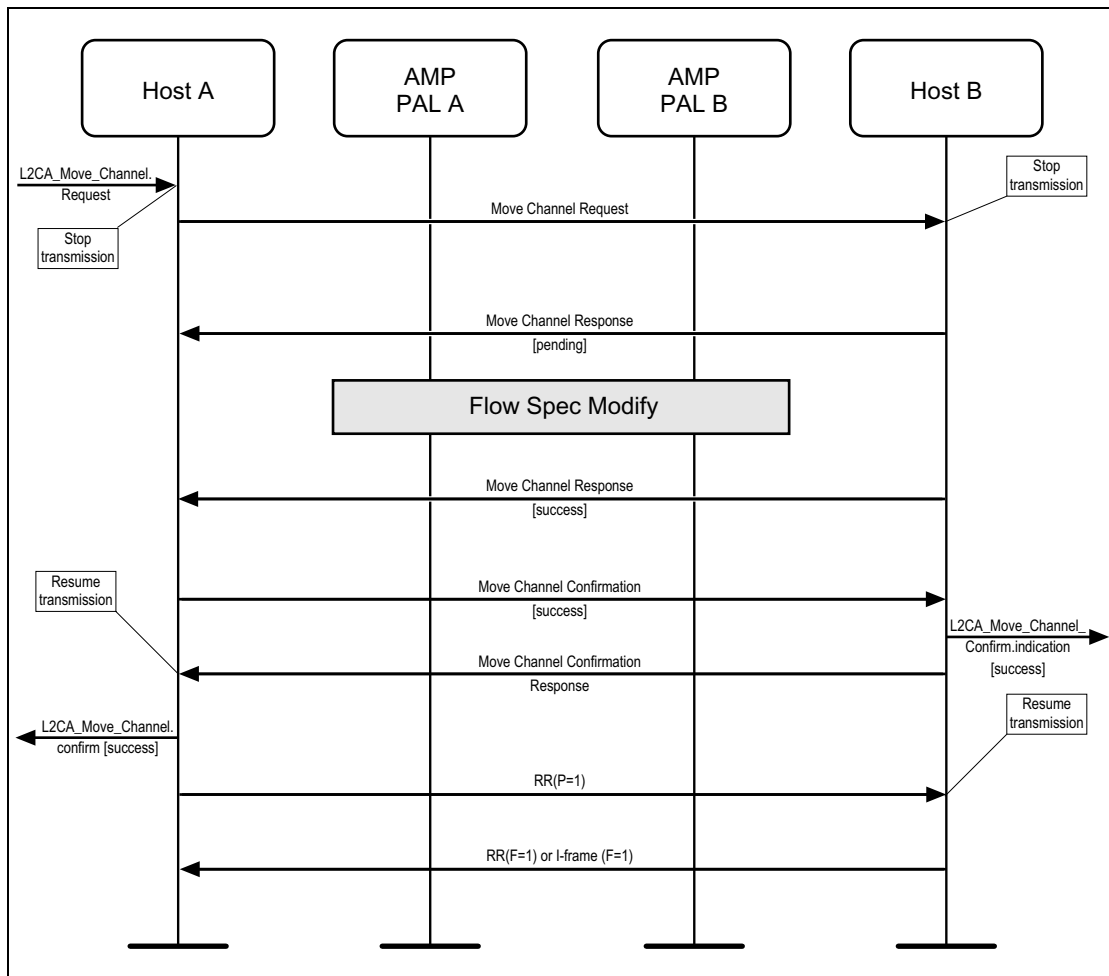 Host A
AMP
PAL A
AMP
PAL B
Host B
L2CA_Move_Channel.
Request
Stop
transmission
Move Channel Request
Stop
transmission
Move Channel Response
[pending]
Flow Spec Modify
Move Channel Response
[success]
Resume
transmission
Move Channel Confirmation
[success]
L2CA_Move_Channel_
Confirm.indication
[success]
Move Channel Confirmation
Response
L2CA_Move_Channel.
confirm [success]
Resume
transmission
RR(P=1)
RR(F=1) or I-frame (F=1)